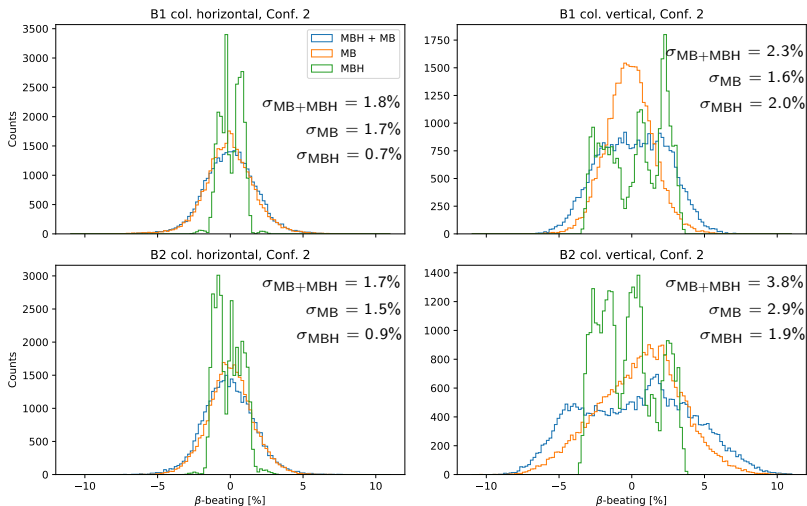 B1 col. horizontal, Conf. 2
3500
3000
2500
2000
1500
1000
500
0
Counts
MBH + MB
MB
MBH
σMB+MBH = 1.8%
σMB = 1.7%
σMBH = 0.7%
B1 col. vertical, Conf. 2
1750
1500
1250
1000
750
500
250
0
σMB+MBH = 2.3%
σMB = 1.6%
σMBH = 2.0%
B2 col. horizontal, Conf. 2
3000
2500
2000
1500
1000
500
0
Counts
σMB+MBH = 1.7%
σMB = 1.5%
σMBH = 0.9%
−10 −5 0 5 10
β-beating [%]
B2 col. vertical, Conf. 2
1400
1200
1000
800
600
400
200
0
σMB+MBH = 3.8%
σMB = 2.9%
σMBH = 1.9%
−10 −5 0 5 10
β-beating [%]